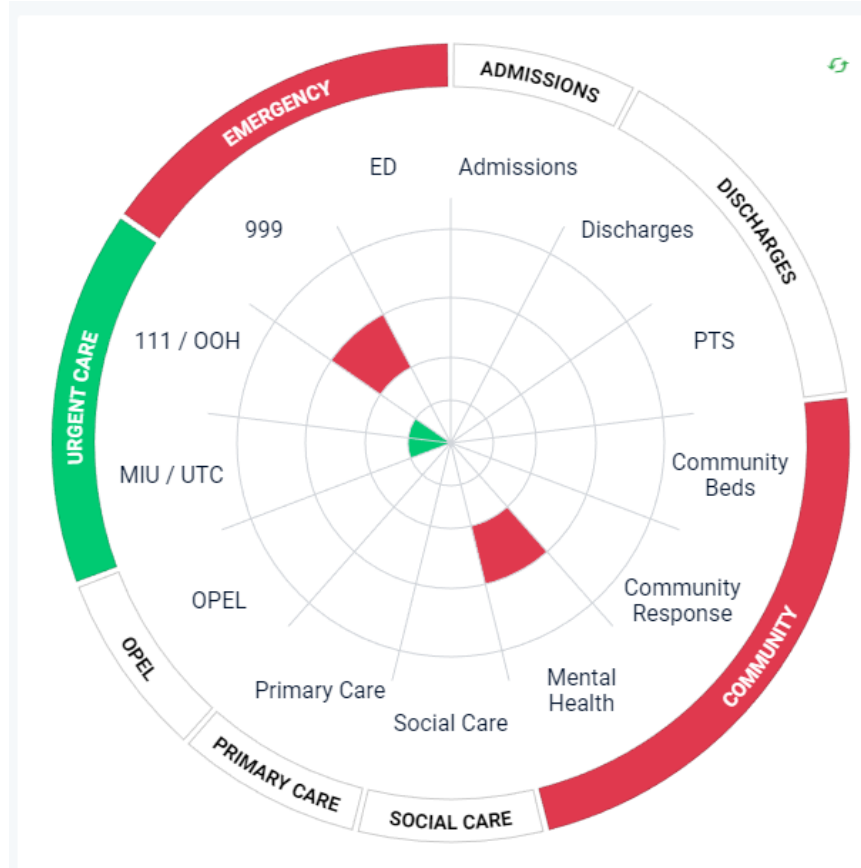 ADMISSIONS
EMERGENCY
DISCHARGES
ED
Admissions
999
Discharges
111 / OOH
PTS
URGENT CARE
MIU / UTC
Community
Beds
OPEL
Community
Response
OPEL
COMMUNITY
Primary Care
Mental
Health
Social Care
PRIMARY CARE
SOCIAL CARE